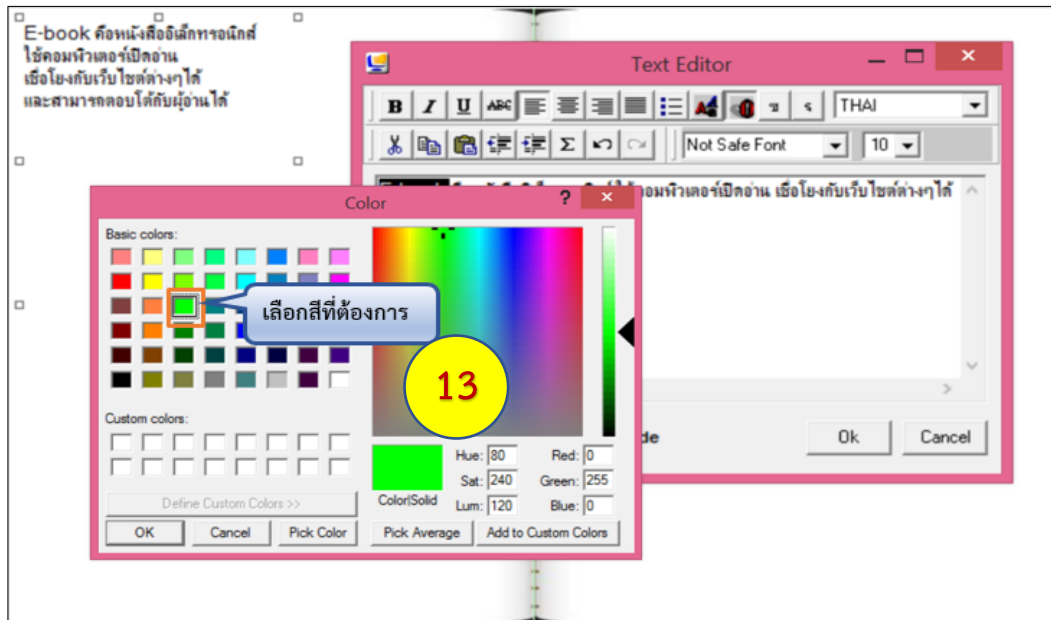 E-book คือหนังสืออิเล็กทรอนิกส์
ใช้คอมพิวเตอร์เปิดอ่าน
เชื่อโยงกับเว็บไซต์ต่างๆได้
และสามารถตอบโต้กับผู้อ่านได้
Text Editor
B I U ABC THAI
Σ Not Safe Font 10
คอมพิวเตอร์เปิดอ่าน เชื่อโยงกับเว็บไซต์ต่างๆได้
Color ?
Basic colors:
เลือกสีที่ต้องการ
13
Custom colors:
Define Custom Colors >>
OK Cancel Pick Color
Color|Solid
Hue: 80 Red: 0
Sat: 240 Green: 255
Lum: 120 Blue: 0
Pick Average Add to Custom Colors
Ok Cancel